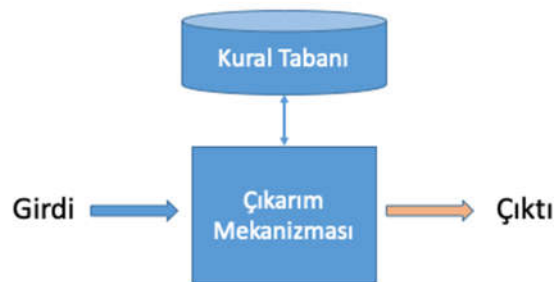 Kural Tabanı
Girdi
Çıkarım
Mekanizması
Çıktı